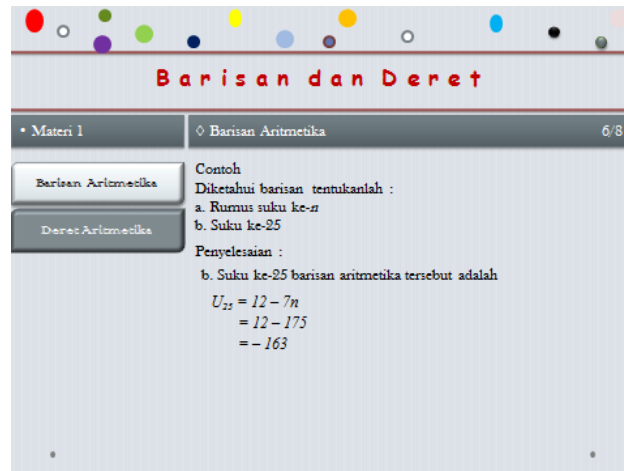 Barisan dan Deret
• Materi 1
◊ Barisan Aritmetika 6/8
Barisan Aritmetika
Deret Aritmetika
Contoh
Diketahui barisan tentukanlah :
a. Rumus suku ke-n
b. Suku ke-25
Penyelesaian :
b. Suku ke-25 barisan aritmetika tersebut adalah
U₂₅ = 12 – 7n
= 12 – 175
= – 163